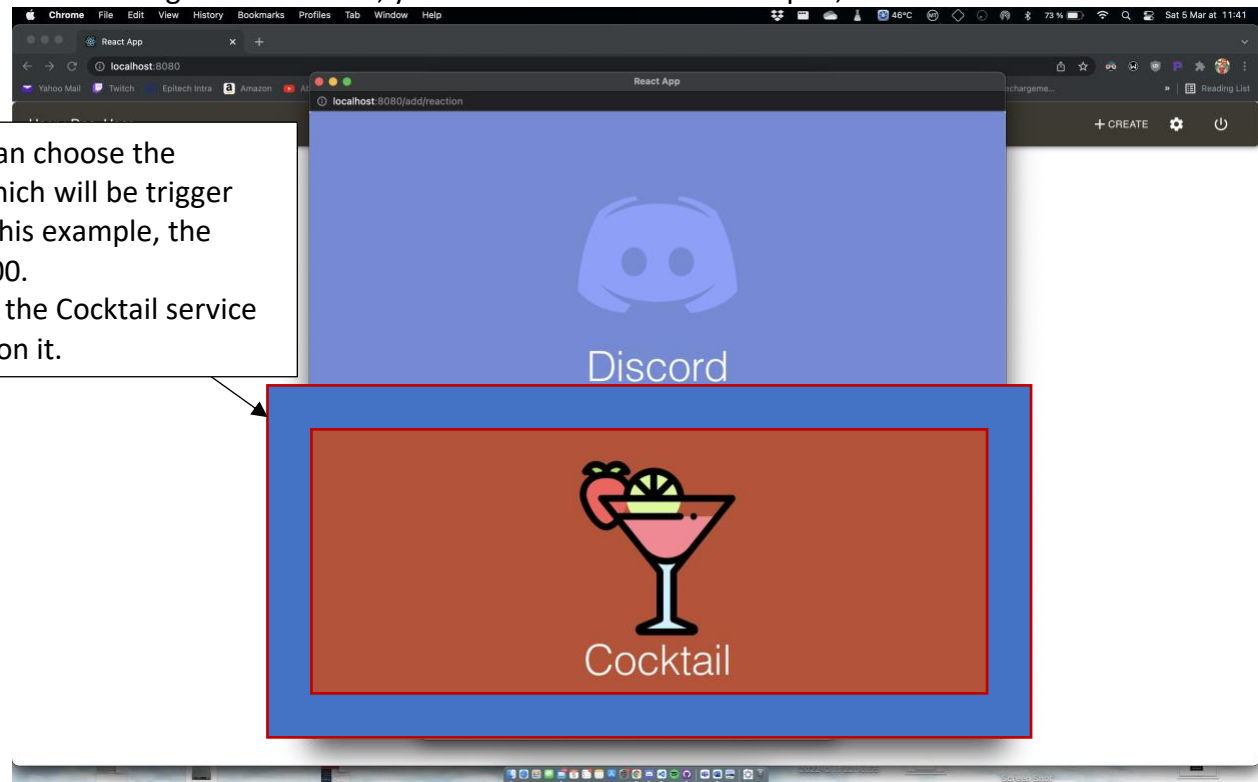 Chrome File Edit View History Bookmarks Profiles Tab Window Help 46°C 73 % Sat 5 Mar at 11:41
React App
localhost:8080
React App
Yahoo Mail Twitch Epitech Intra Amazon Reading List
localhost:8080/add/reaction
+ CREATE
an choose the
hich will be trigger
his example, the
00.
the Cocktail service
on it.
Discord
Cocktail